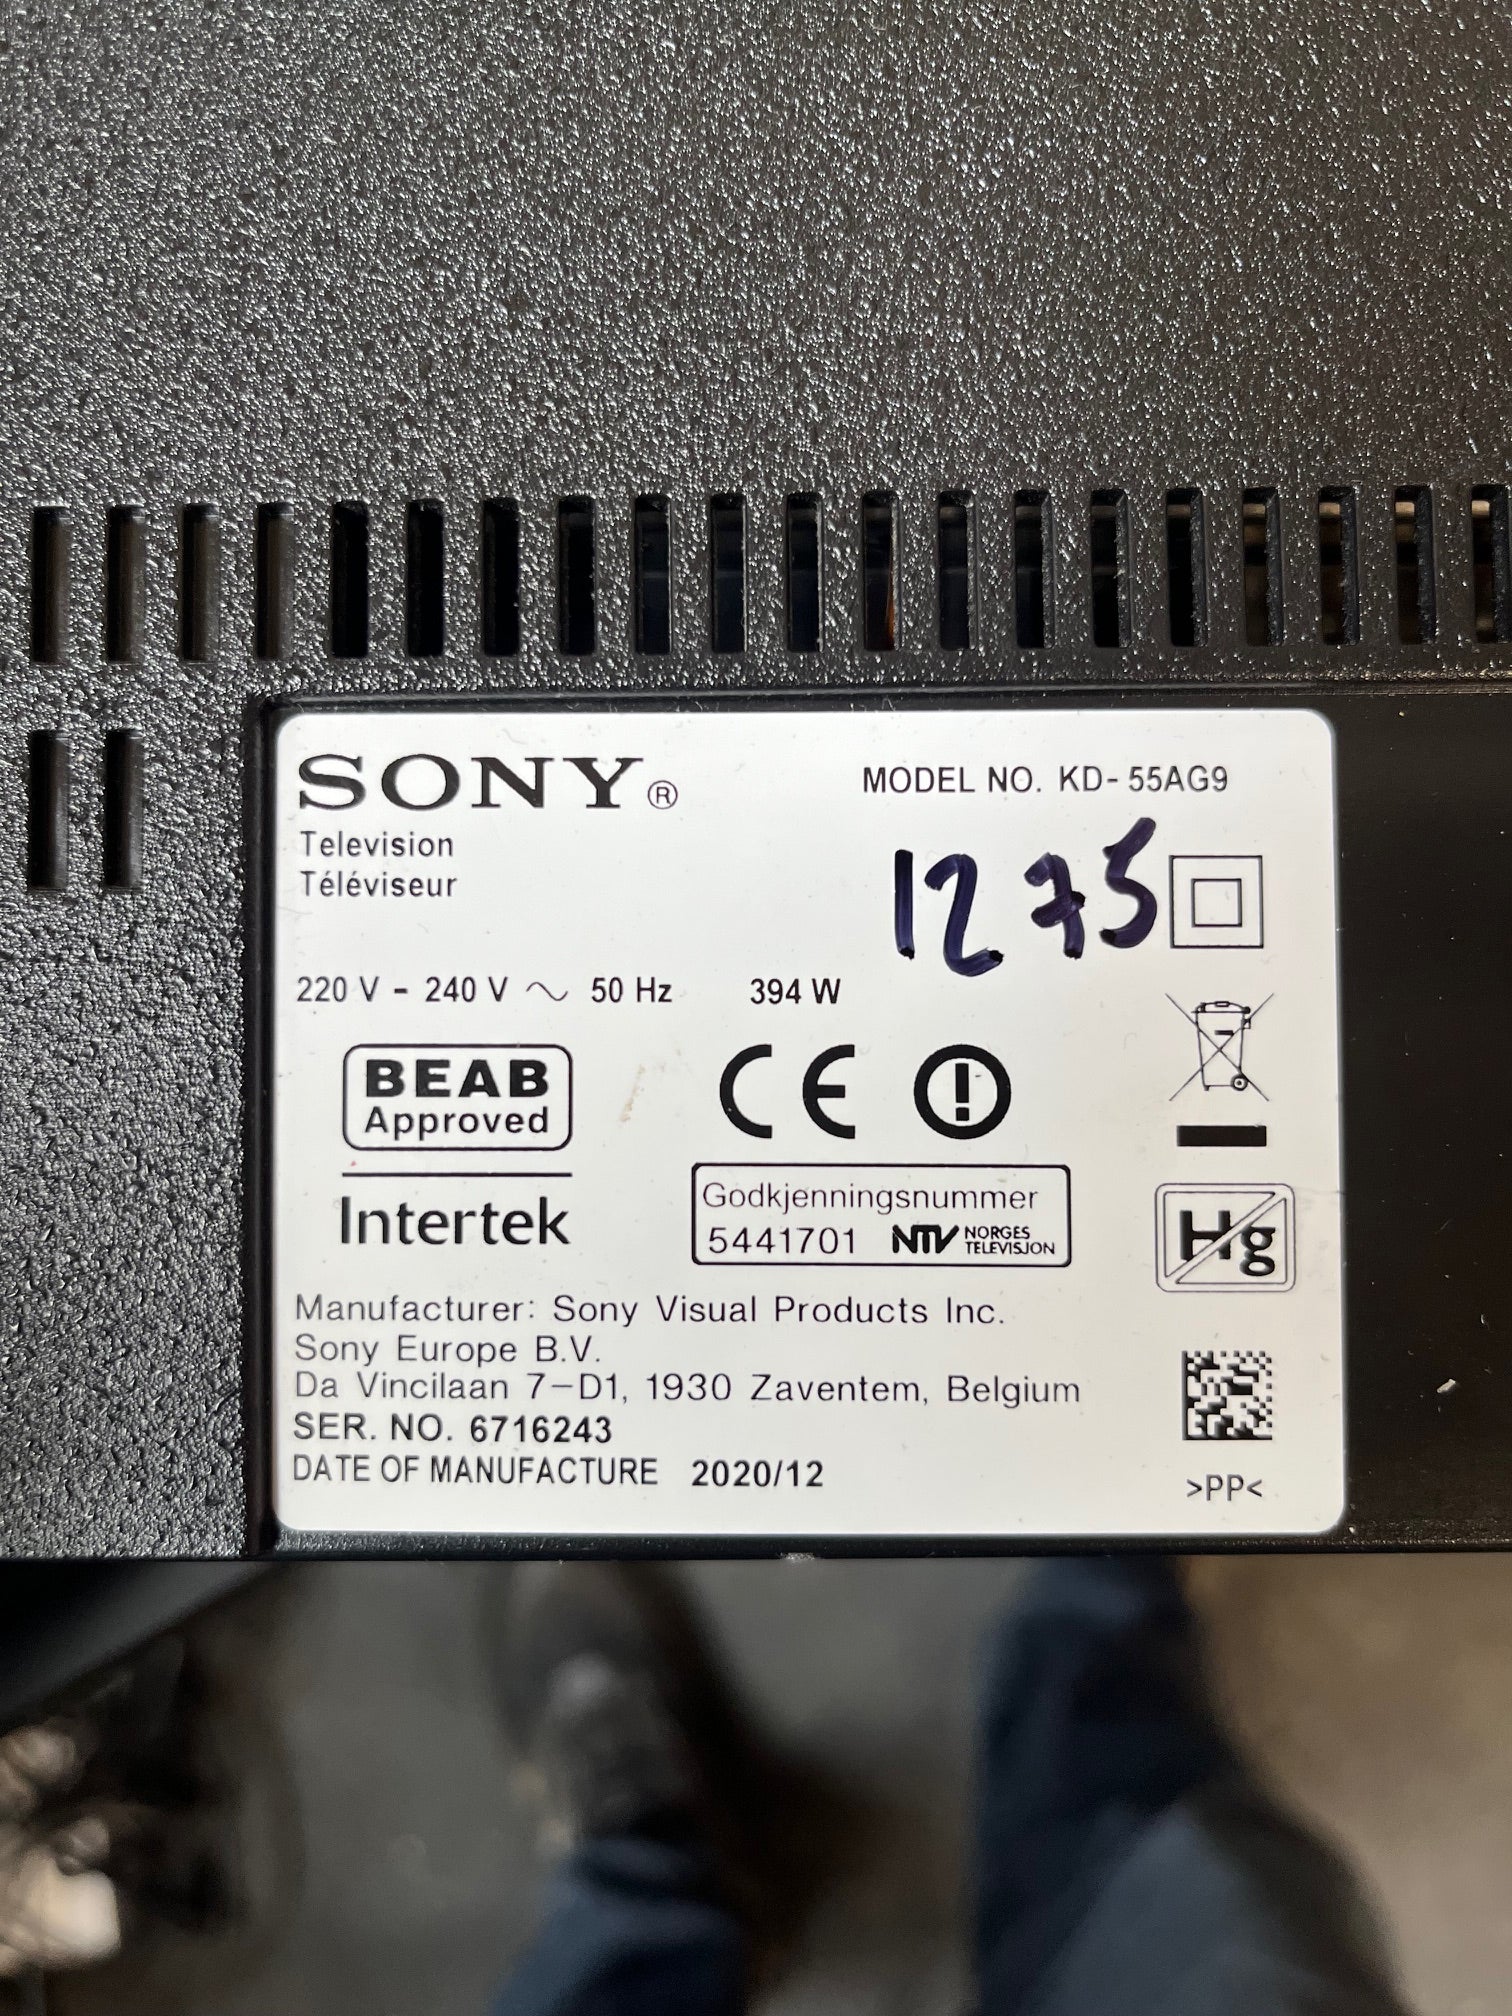 SONY®
MODEL NO. KD-55AG9
Television
Téléviseur
1275
220 V - 240 V ~ 50 Hz 394 W
BEAB
Approved
CE
Intertek
Godkjenningsnummer
5441701 NTV NORGES
TELEVISJON
Hg
Manufacturer: Sony Visual Products Inc.
Sony Europe B.V.
Da Vincilaan 7-D1, 1930 Zaventem, Belgium
SER. NO. 6716243
DATE OF MANUFACTURE 2020/12
>PP<